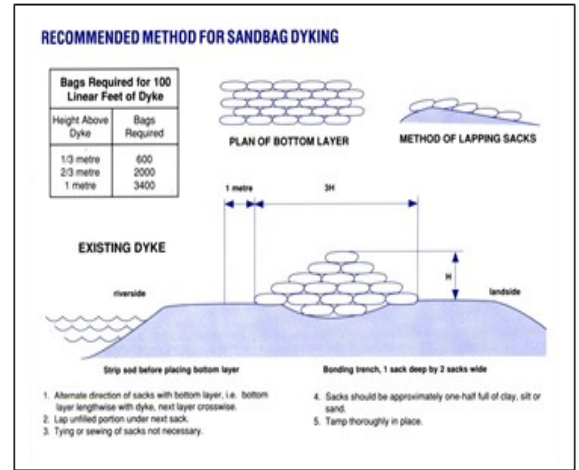 RECOMMENDED METHOD FOR SANDBAG DYKING
Bags Required for 100
Linear Feet of Dyke
Height Above
Dyke
Bags
Required
1/3 metre 600
2/3 metre 2000
1 metre 3400
PLAN OF BOTTOM LAYER
METHOD OF LAPPING SACKS
1 metre
3H
EXISTING DYKE
H
riverside
landside
Strip sod before placing bottom layer
Bonding trench, 1 sack deep by 2 sacks wide
1. Alternate direction of sacks with bottom layer, i.e. bottom
layer lengthwise with dyke, next layer crosswise.
2. Lap unfilled portion under next sack.
3. Tying or sewing of sacks not necessary.
4. Sacks should be approximately one-half full of clay, silt or
sand.
5. Tamp thoroughly in place.